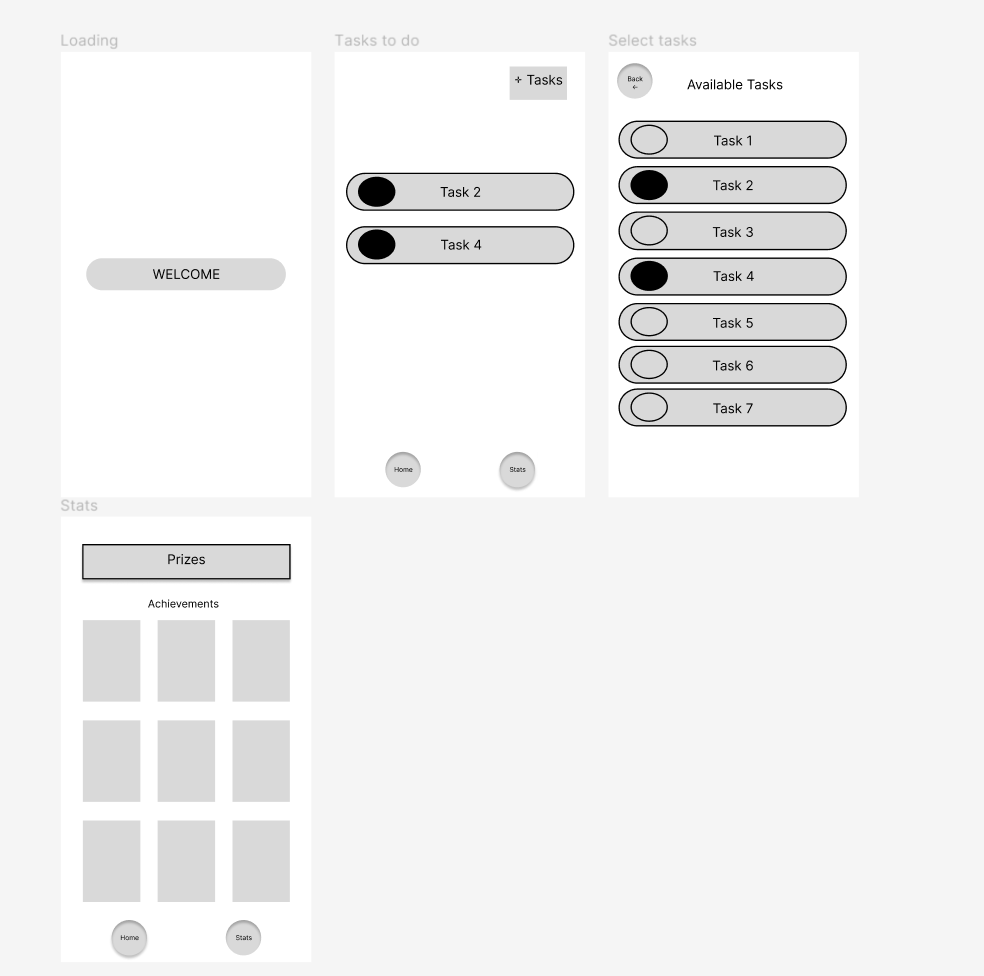 Loading
WELCOME
Tasks to do
+ Tasks
Task 2
Task 4
Home
Stats
Select tasks
Back
←
Available Tasks
Task 1
Task 2
Task 3
Task 4
Task 5
Task 6
Task 7
Stats
Prizes
Achievements
Home
Stats